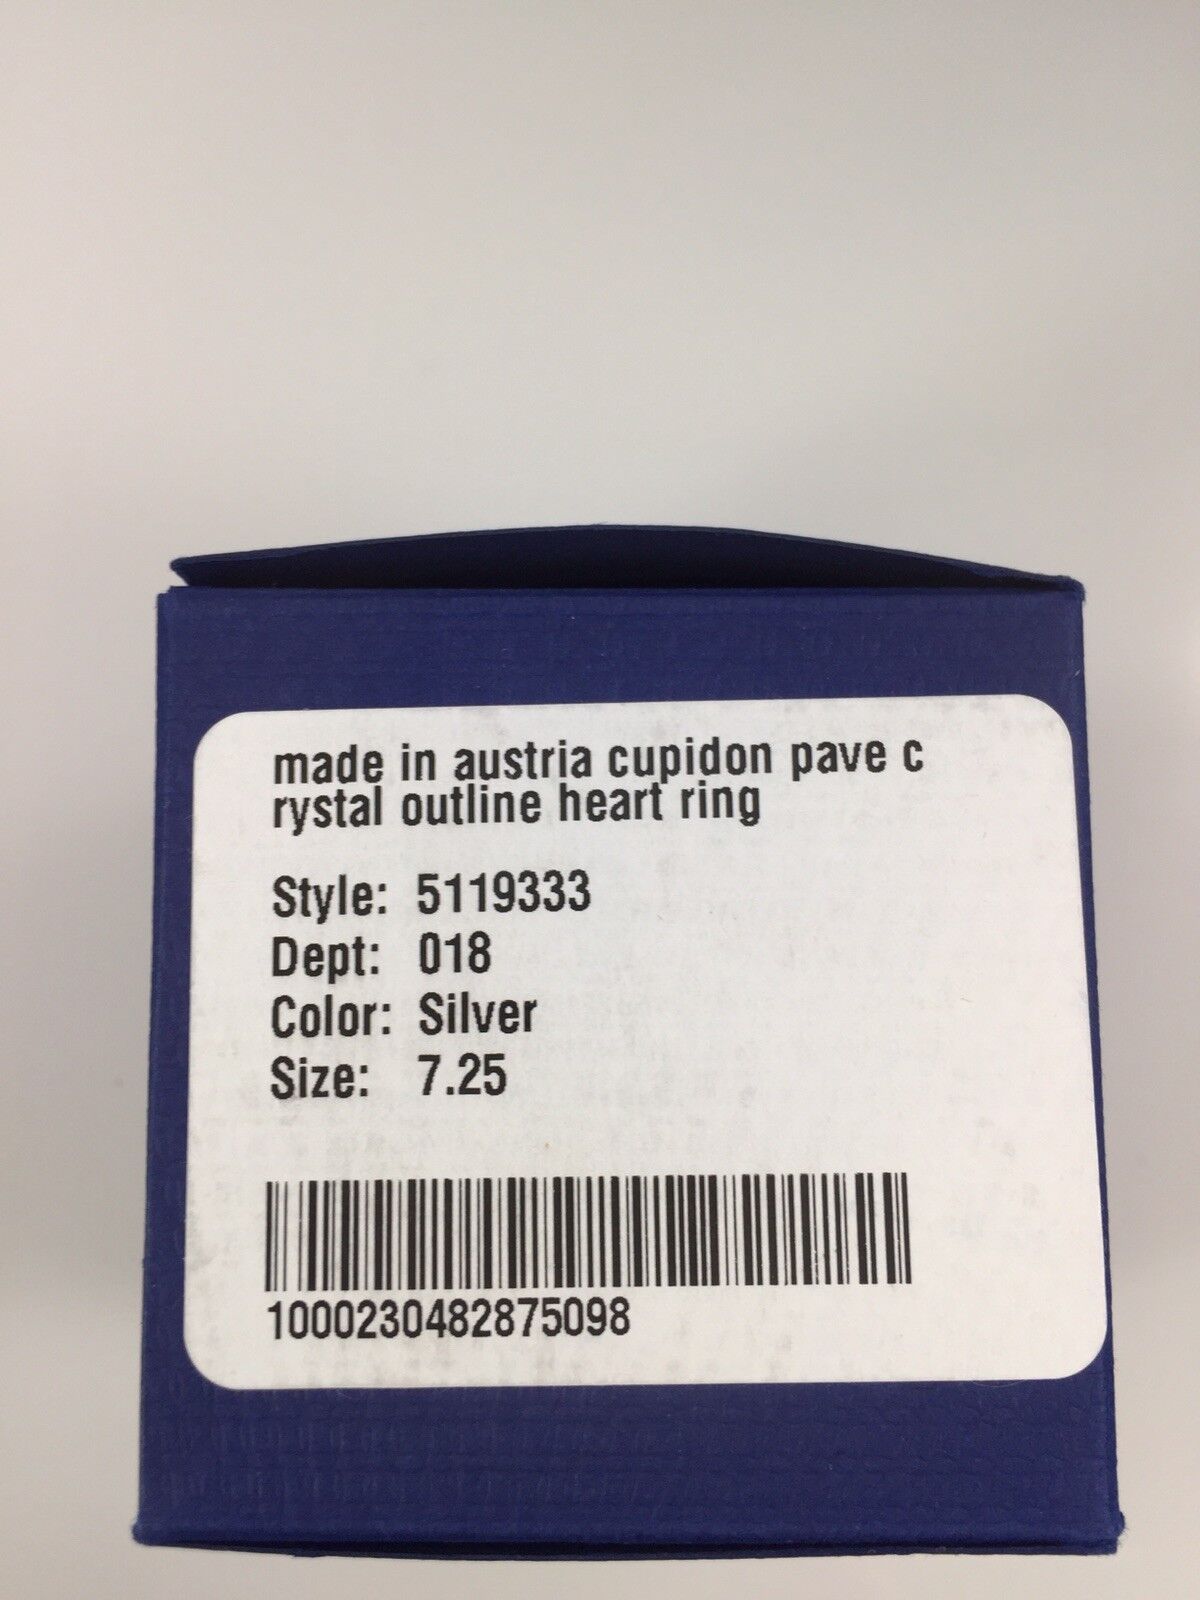 made in austria cupidon pave c
rystal outline heart ring
Style: 5119333
Dept: 018
Color: Silver
Size: 7.25
1000230482875098